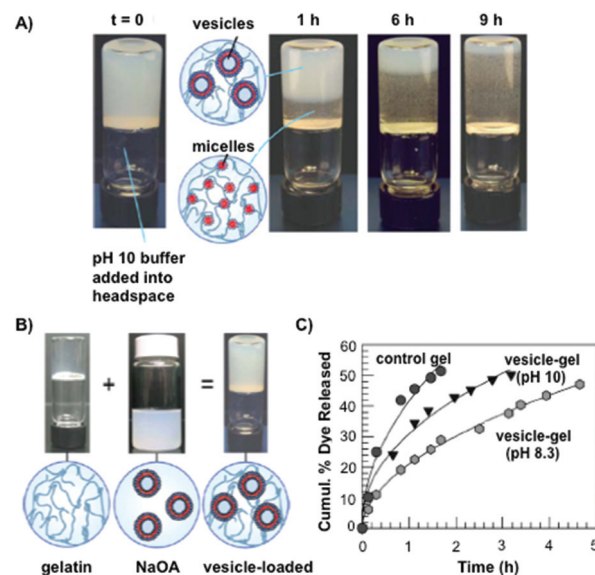 A)
t = 0
vesicles
1 h
6 h
9 h
micelles
pH 10 buffer
added into
headspace
B)
+
=
gelatin
NaOA
vesicle-loaded
C)
Cumul. % Dye Released
60
50
40
30
20
10
0
control gel
vesicle-gel
(pH 10)
vesicle-gel
(pH 8.3)
0
1
2
3
4
5
Time (h)